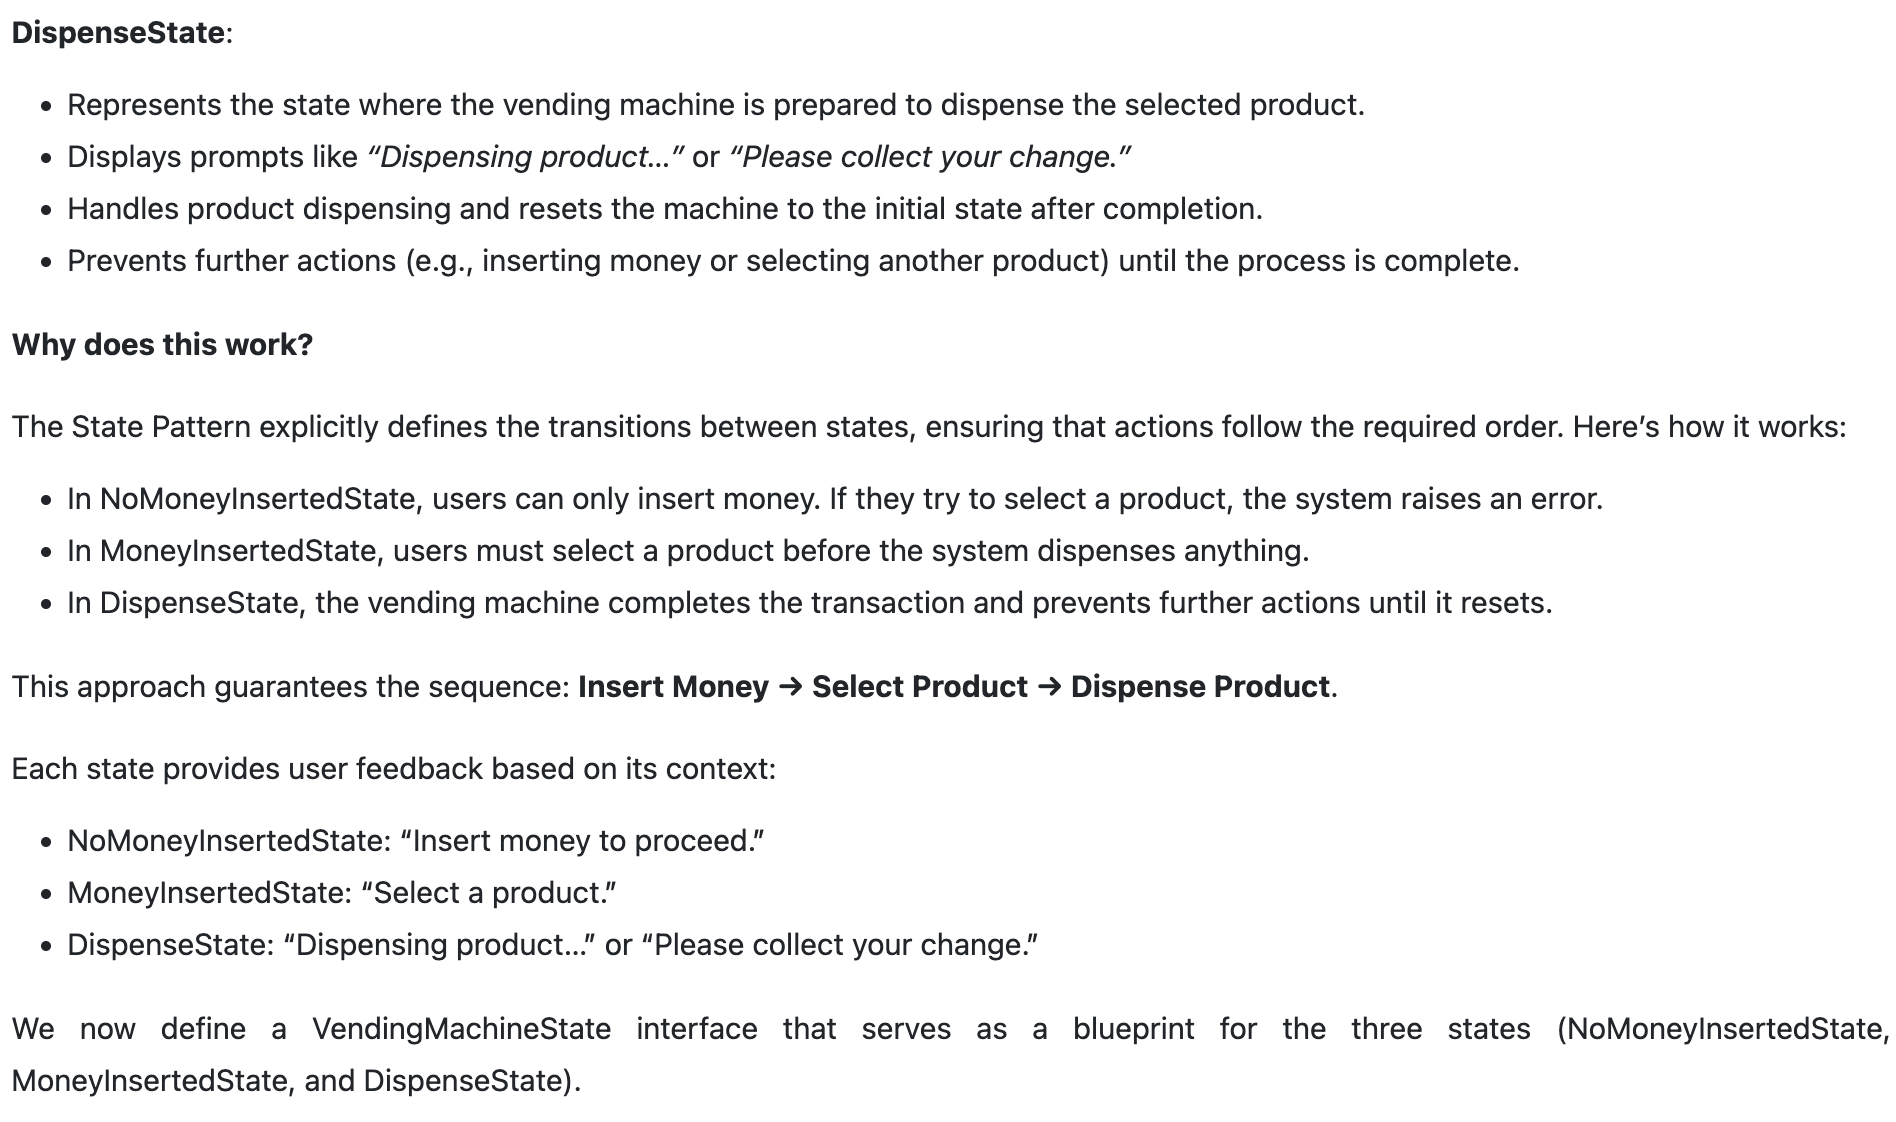 DispenseState:
• Represents the state where the vending machine is prepared to dispense the selected product.
• Displays prompts like “Dispensing product...” or “Please collect your change.”
• Handles product dispensing and resets the machine to the initial state after completion.
• Prevents further actions (e.g., inserting money or selecting another product) until the process is complete.
Why does this work?
The State Pattern explicitly defines the transitions between states, ensuring that actions follow the required order. Here’s how it works:
• In NoMoneyInsertedState, users can only insert money. If they try to select a product, the system raises an error.
• In MoneyInsertedState, users must select a product before the system dispenses anything.
• In DispenseState, the vending machine completes the transaction and prevents further actions until it resets.
This approach guarantees the sequence: Insert Money → Select Product → Dispense Product.
Each state provides user feedback based on its context:
• NoMoneyInsertedState: “Insert money to proceed.”
• MoneyInsertedState: “Select a product.”
• DispenseState: “Dispensing product...” or “Please collect your change.”
We now define a VendingMachineState interface that serves as a blueprint for the three states (NoMoneyInsertedState,
MoneyInsertedState, and DispenseState).